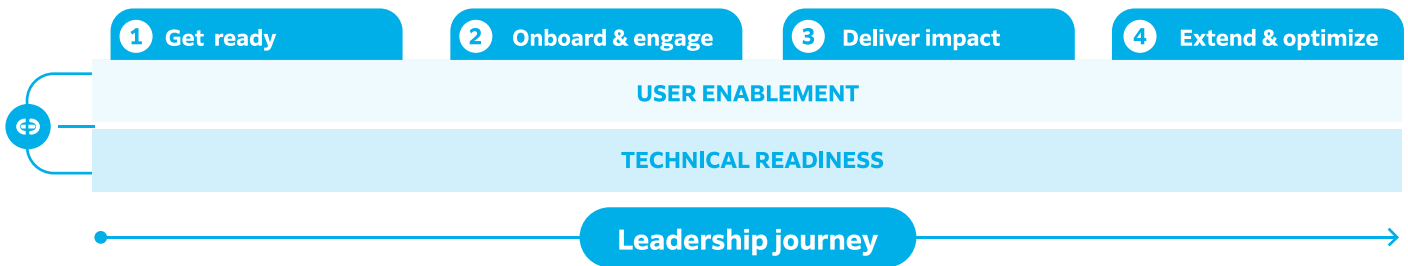 1 Get ready
2 Onboard & engage
3 Deliver impact
4 Extend & optimize
USER ENABLEMENT
TECHNICAL READINESS
Leadership journey